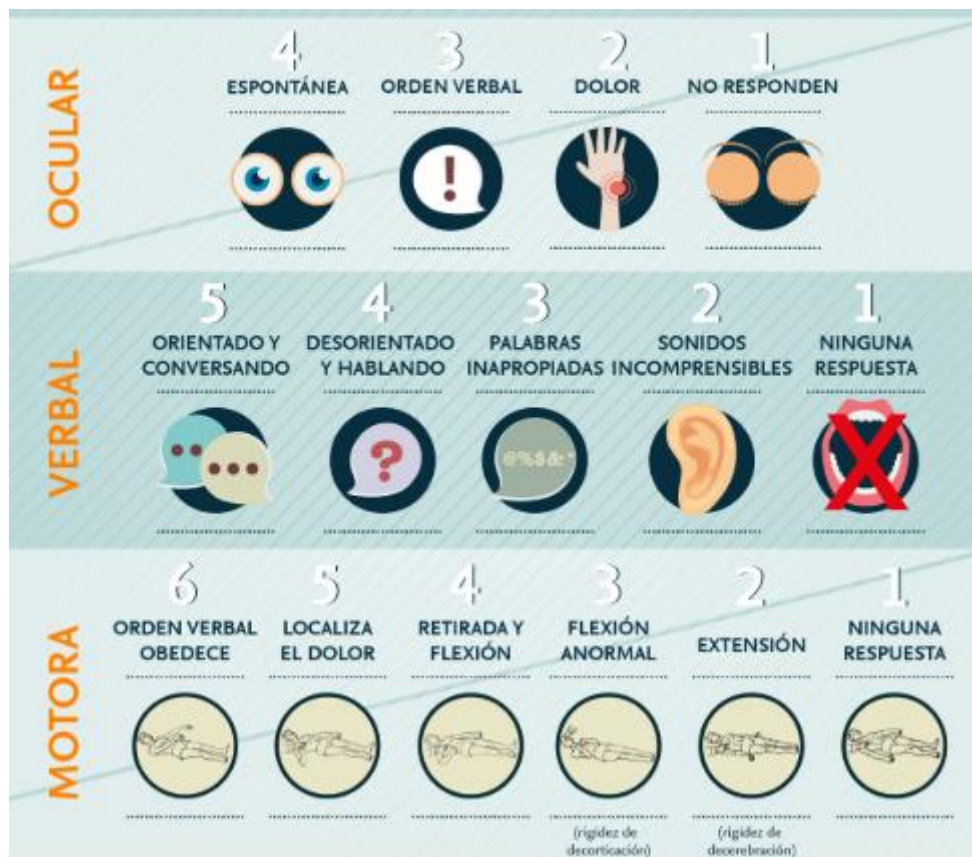 OCULAR
4 3 2 1
ESPONTÁNEA ORDEN VERBAL DOLOR NO RESPONDEN
!
VERBAL
5 4 3 2 1
ORIENTADO Y DESORIENTADO PALABRAS SONIDOS NINGUNA
CONVERSANDO Y HABLANDO INAPROPIADAS INCOMPRENSIBLES RESPUESTA
? @%$&* X
MOTORA
6 5 4 3 2 1
ORDEN VERBAL LOCALIZA RETIRADA Y FLEXIÓN EXTENSIÓN NINGUNA
OBEDECE EL DOLOR FLEXIÓN ANORMAL RESPUESTA
(rigidez de (rigidez de
decorticación) decerebración)